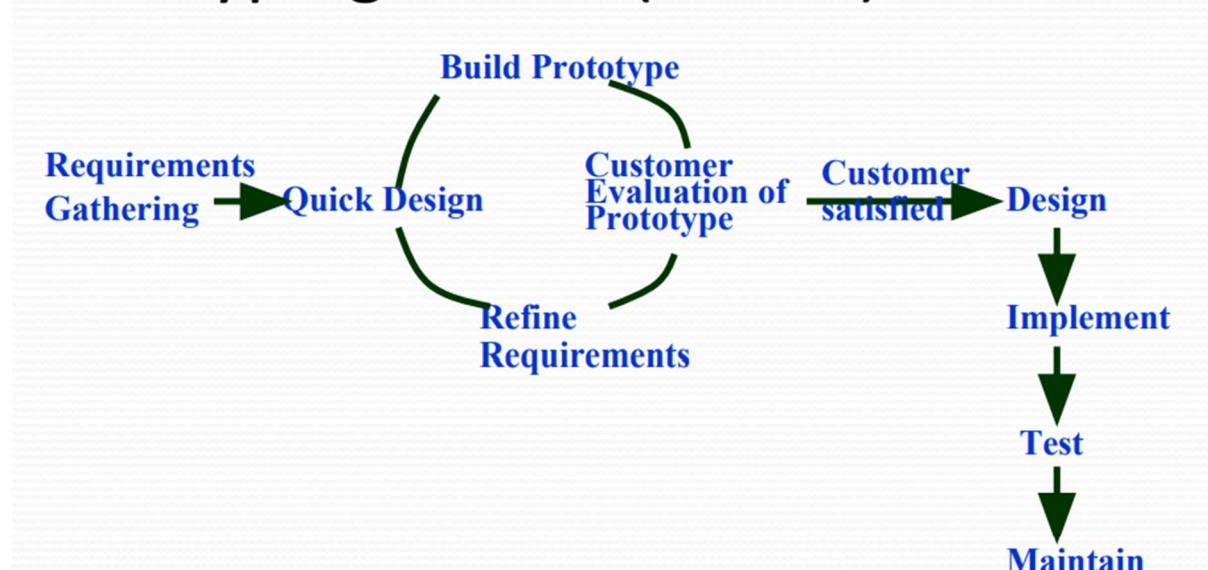 Build Prototype
Requirements
Gathering
Quick Design
Customer
Evaluation of
Prototype
Customer
satisfied
Design
Refine
Requirements
Implement
Test
Maintain